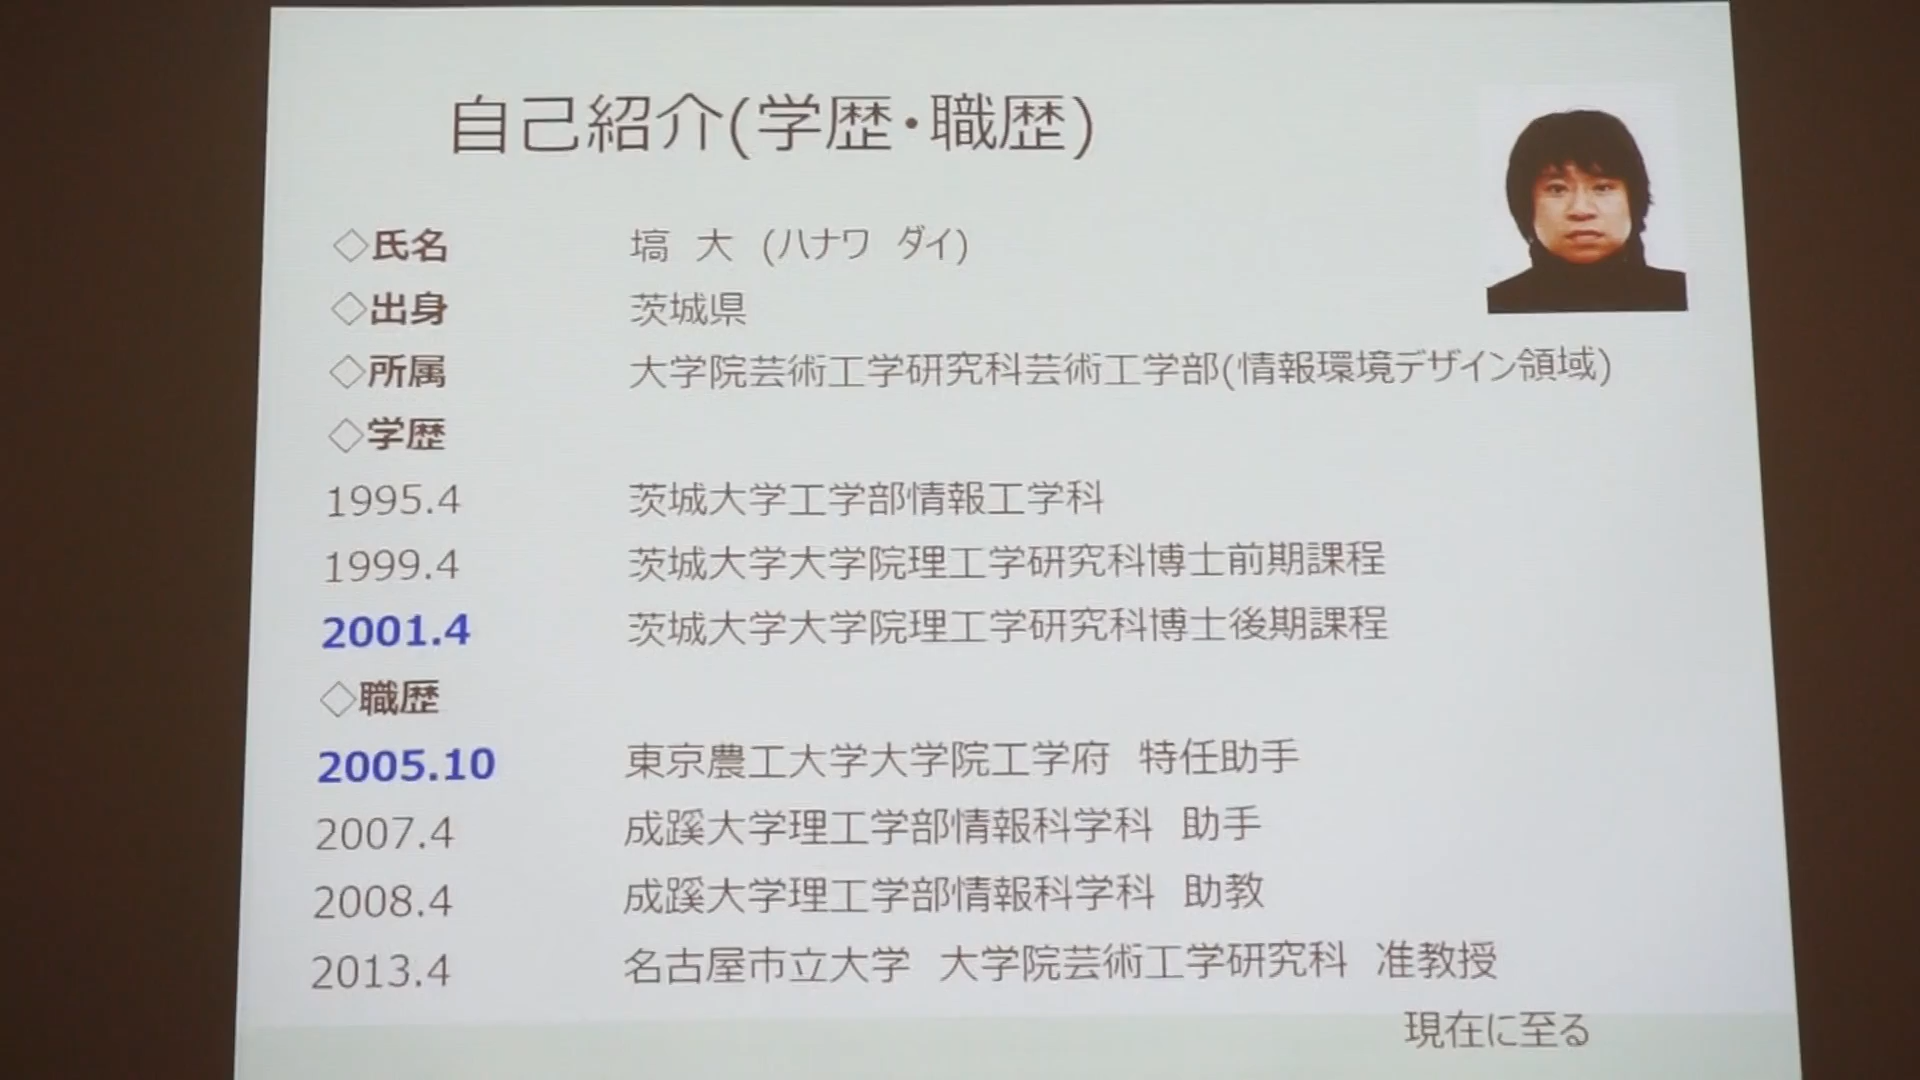 自己紹介(学歴・職歴)
◇氏名 塙 大 (ハナワ ダイ)
◇出身 茨城県
◇所属 大学院芸術工学研究科芸術工学部(情報環境デザイン領域)
◇学歴
1995.4 茨城大学工学部情報工学科
1999.4 茨城大学大学院理工学研究科博士前期課程
2001.4 茨城大学大学院理工学研究科博士後期課程
◇職歴
2005.10 東京農工大学大学院工学府 特任助手
2007.4 成蹊大学理工学部情報科学科 助手
2008.4 成蹊大学理工学部情報科学科 助教
2013.4 名古屋市立大学 大学院芸術工学研究科 准教授
現在に至る